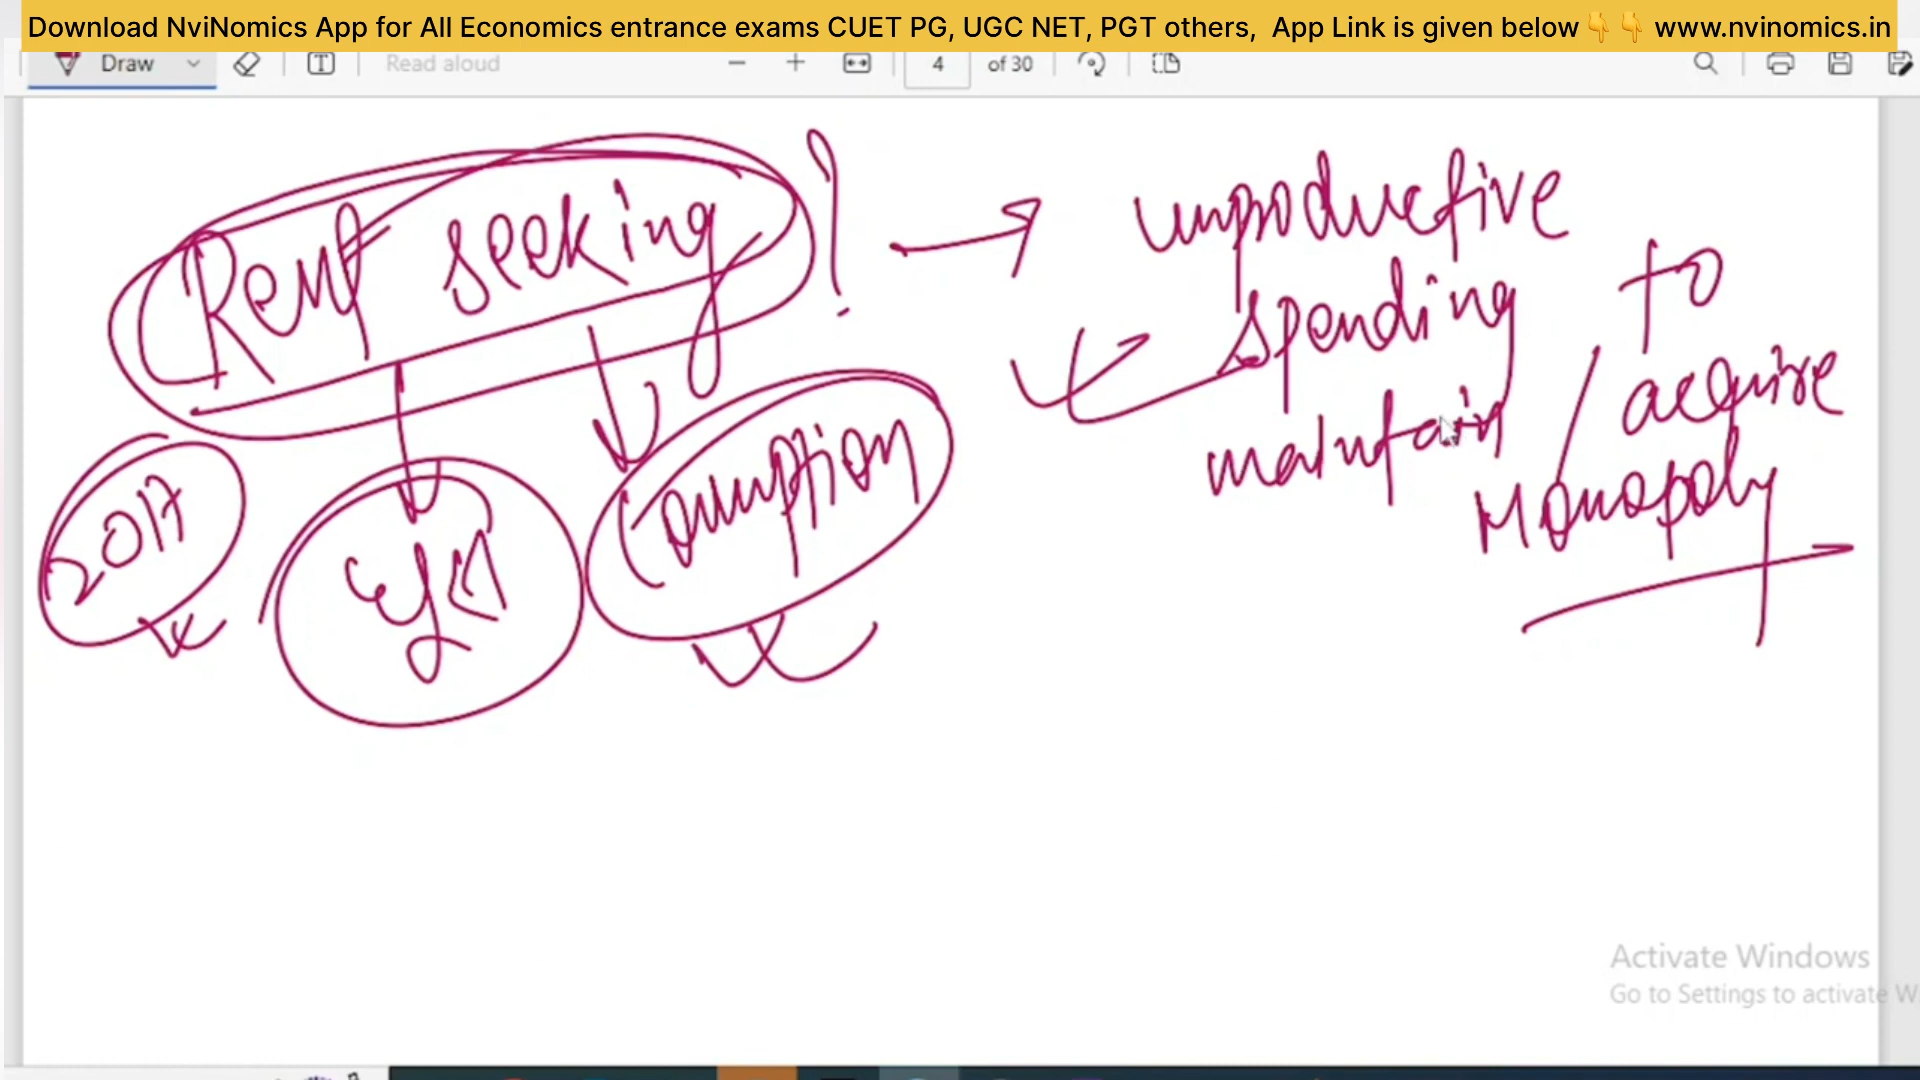 Download NviNomics App for All Economics entrance exams CUET PG, UGC NET, PGT others, App Link is given below👇👇 www.nvinomics.in
Draw
Read aloud
4 of 30
Rent seeking!
→ unproductive
spending to
maintain / acquire
Monopoly
2017
Corruption
Activate Windows
Go to Settings to activate W